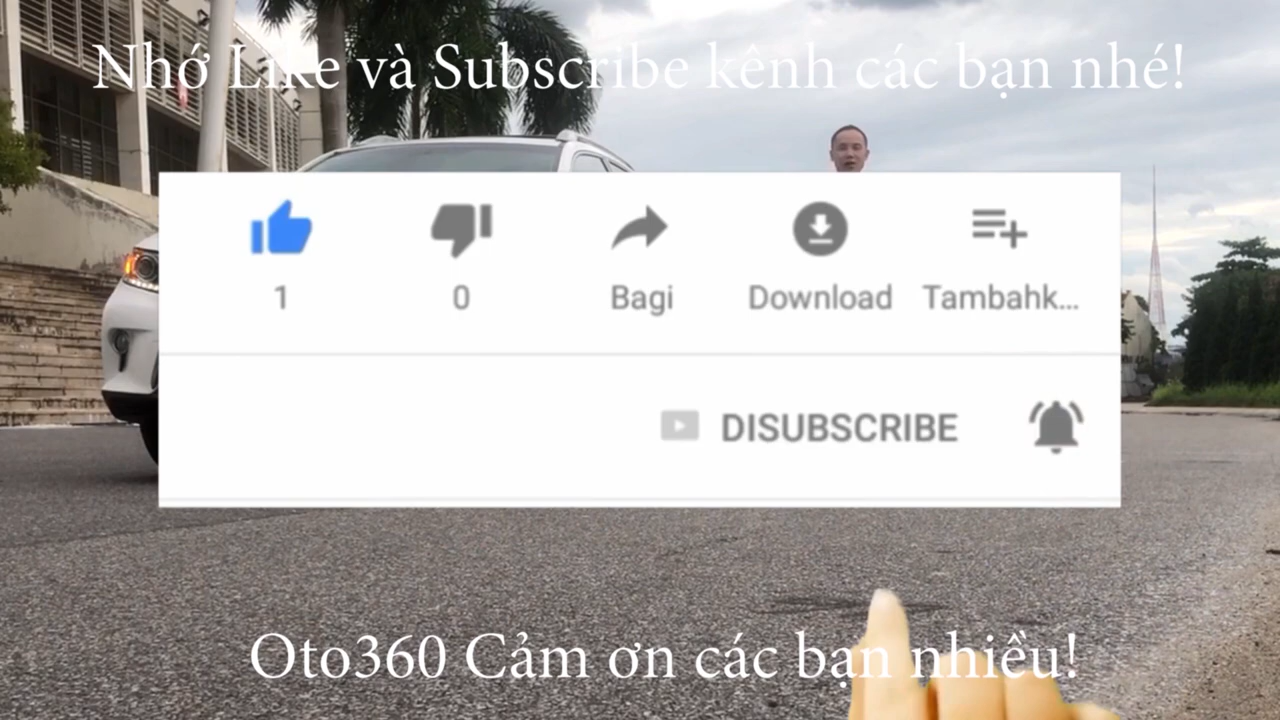 Nhớ Like và Subscribe kênh các bạn nhé!
1 0 Bagi Download Tambahk...
DISUBSCRIBE
Oto360 Cảm ơn các bạn nhiều!